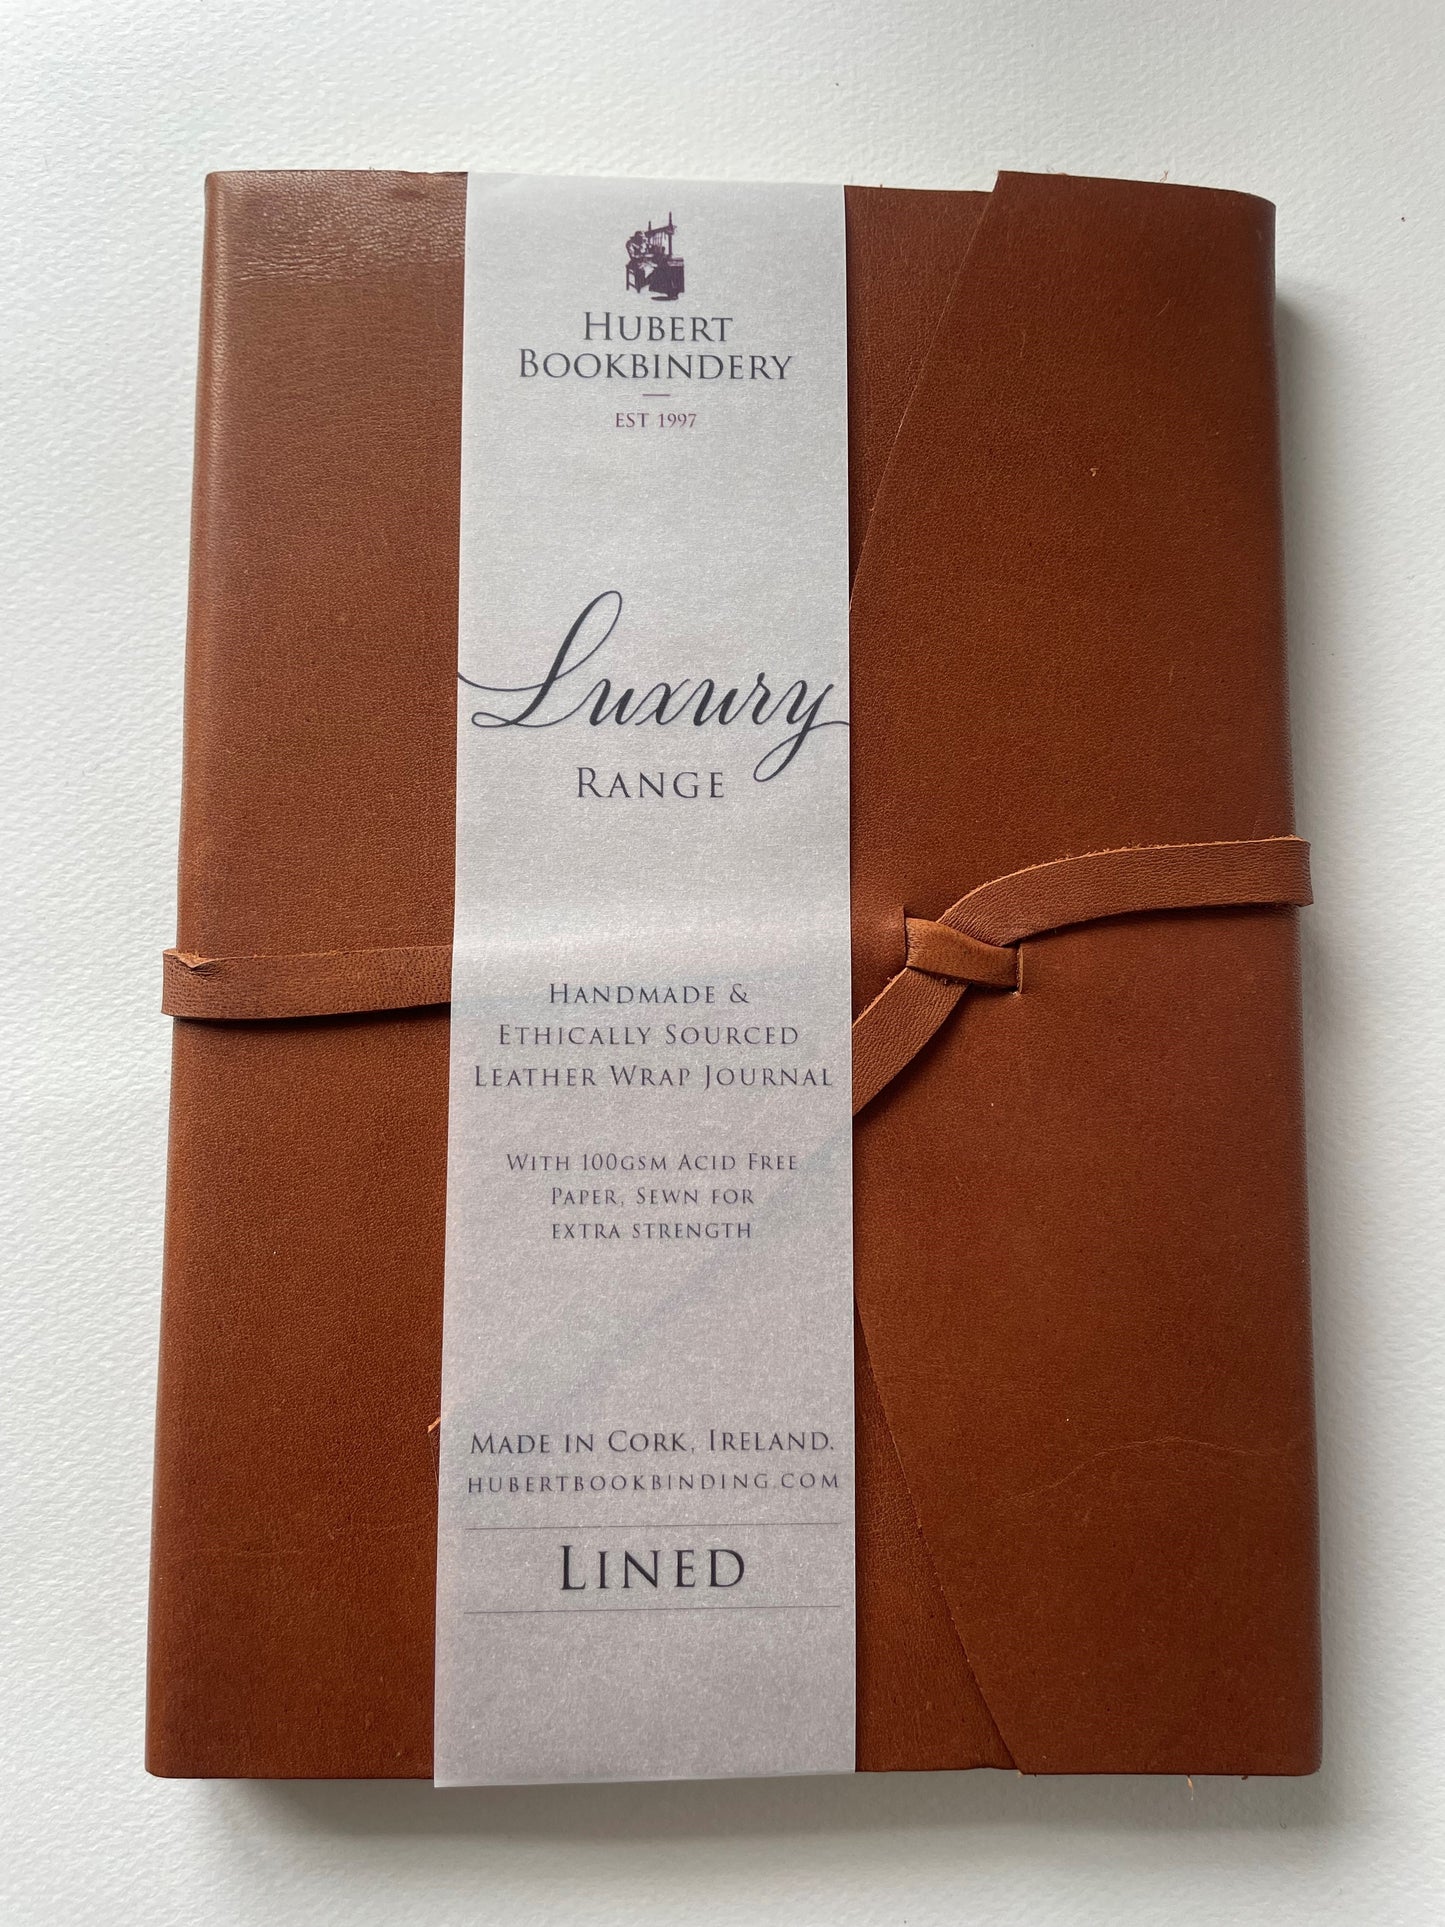 HUBERT
BOOKBINDERY
EST 1997
Luxury
RANGE
HANDMADE &
ETHICALLY SOURCED
LEATHER WRAP JOURNAL
WITH 100GSM ACID FREE
PAPER, SEWN FOR
EXTRA STRENGTH
MADE IN CORK, IRELAND.
HUBERTBOOKBINDING.COM
LINED